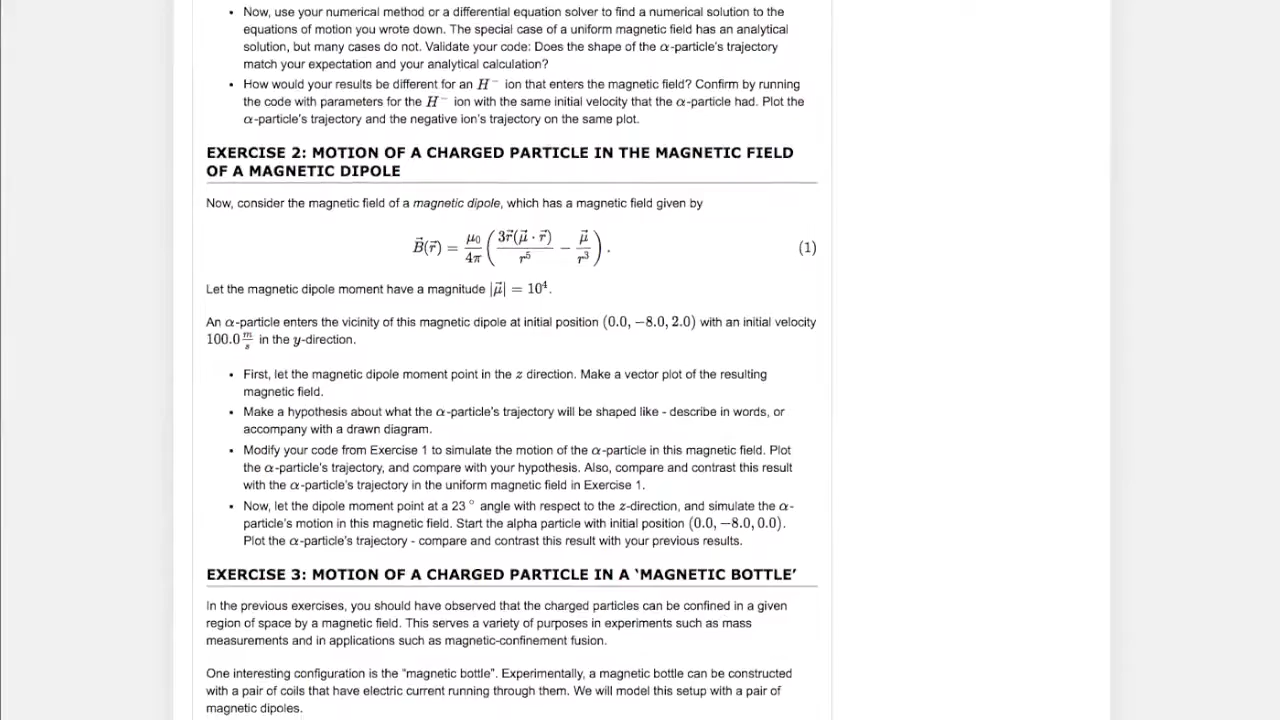 • Now, use your numerical method or a differential equation solver to find a numerical solution to the
equations of motion you wrote down. The special case of a uniform magnetic field has an analytical
solution, but many cases do not. Validate your code: Does the shape of the α-particle's trajectory
match your expectation and your analytical calculation?
• How would your results be different for an H⁻ ion that enters the magnetic field? Confirm by running
the code with parameters for the H⁻ ion with the same initial velocity that the α-particle had. Plot the
α-particle's trajectory and the negative ion's trajectory on the same plot.
EXERCISE 2: MOTION OF A CHARGED PARTICLE IN THE MAGNETIC FIELD
OF A MAGNETIC DIPOLE
Now, consider the magnetic field of a magnetic dipole, which has a magnetic field given by
B⃗(r⃗) = μ₀/4π (3r⃗(μ⃗ · r⃗)/r⁵ − μ⃗/r³). (1)
Let the magnetic dipole moment have a magnitude |μ⃗| = 10⁴.
An α-particle enters the vicinity of this magnetic dipole at initial position (0.0, −8.0, 2.0) with an initial velocity
100.0 m/s in the y-direction.
• First, let the magnetic dipole moment point in the z direction. Make a vector plot of the resulting
magnetic field.
• Make a hypothesis about what the α-particle's trajectory will be shaped like - describe in words, or
accompany with a drawn diagram.
• Modify your code from Exercise 1 to simulate the motion of the α-particle in this magnetic field. Plot
the α-particle's trajectory, and compare with your hypothesis. Also, compare and contrast this result
with the α-particle's trajectory in the uniform magnetic field in Exercise 1.
• Now, let the dipole moment point at a 23° angle with respect to the z-direction, and simulate the α-
particle's motion in this magnetic field. Start the alpha particle with initial position (0.0, −8.0, 0.0).
Plot the α-particle's trajectory - compare and contrast this result with your previous results.
EXERCISE 3: MOTION OF A CHARGED PARTICLE IN A ‘MAGNETIC BOTTLE’
In the previous exercises, you should have observed that the charged particles can be confined in a given
region of space by a magnetic field. This serves a variety of purposes in experiments such as mass
measurements and in applications such as magnetic-confinement fusion.
One interesting configuration is the "magnetic bottle". Experimentally, a magnetic bottle can be constructed
with a pair of coils that have electric current running through them. We will model this setup with a pair of
magnetic dipoles.